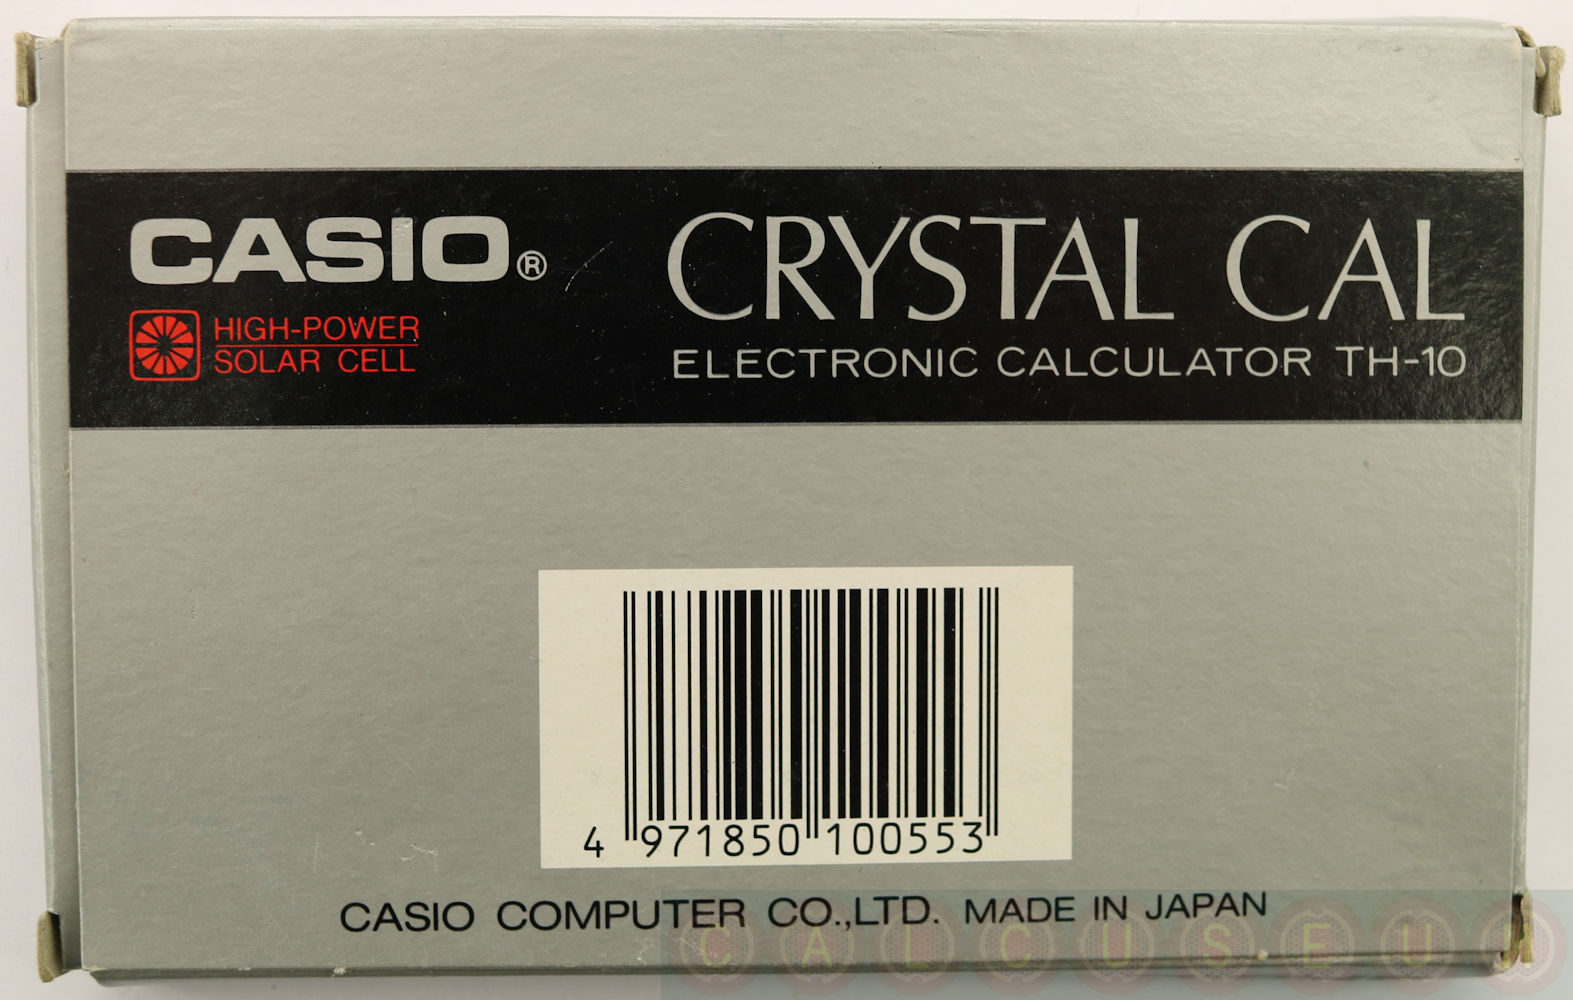 CASIO®
HIGH-POWER
SOLAR CELL
CRYSTAL CAL
ELECTRONIC CALCULATOR TH-10
4 971850 100553
CASIO COMPUTER CO.,LTD. MADE IN JAPAN
CALCUSEUM